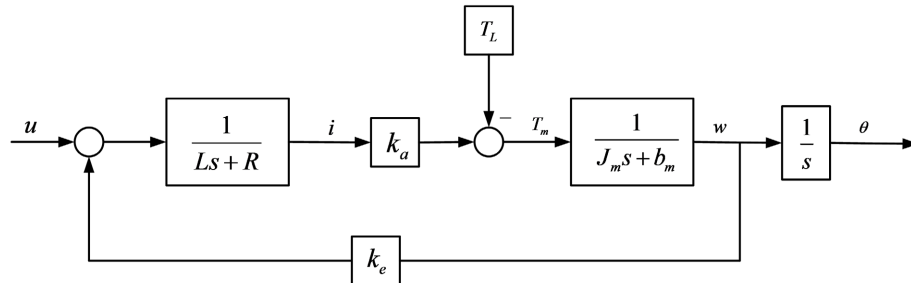 T_L
u
1
Ls + R
i
k_a
−
T_m
1
J_m s + b_m
w
1
s
θ
k_e